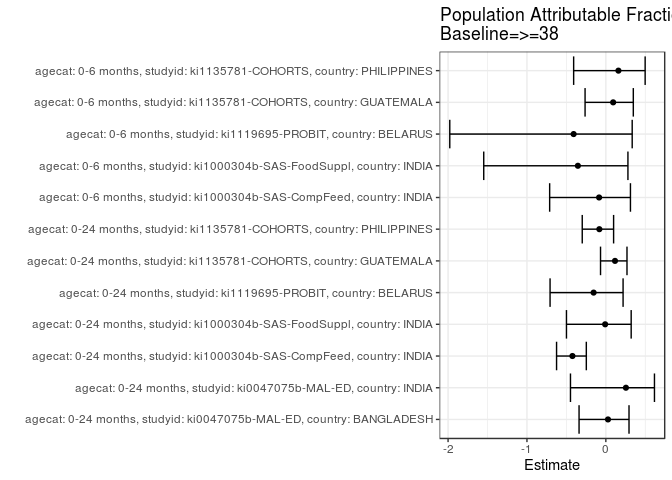 Population Attributable Fracti
Baseline=>=38
agecat: 0-6 months, studyid: ki1135781-COHORTS, country: PHILIPPINES
agecat: 0-6 months, studyid: ki1135781-COHORTS, country: GUATEMALA
agecat: 0-6 months, studyid: ki1119695-PROBIT, country: BELARUS
agecat: 0-6 months, studyid: ki1000304b-SAS-FoodSuppl, country: INDIA
agecat: 0-6 months, studyid: ki1000304b-SAS-CompFeed, country: INDIA
agecat: 0-24 months, studyid: ki1135781-COHORTS, country: PHILIPPINES
agecat: 0-24 months, studyid: ki1135781-COHORTS, country: GUATEMALA
agecat: 0-24 months, studyid: ki1119695-PROBIT, country: BELARUS
agecat: 0-24 months, studyid: ki1000304b-SAS-FoodSuppl, country: INDIA
agecat: 0-24 months, studyid: ki1000304b-SAS-CompFeed, country: INDIA
agecat: 0-24 months, studyid: ki0047075b-MAL-ED, country: INDIA
agecat: 0-24 months, studyid: ki0047075b-MAL-ED, country: BANGLADESH
-2 -1 0
Estimate